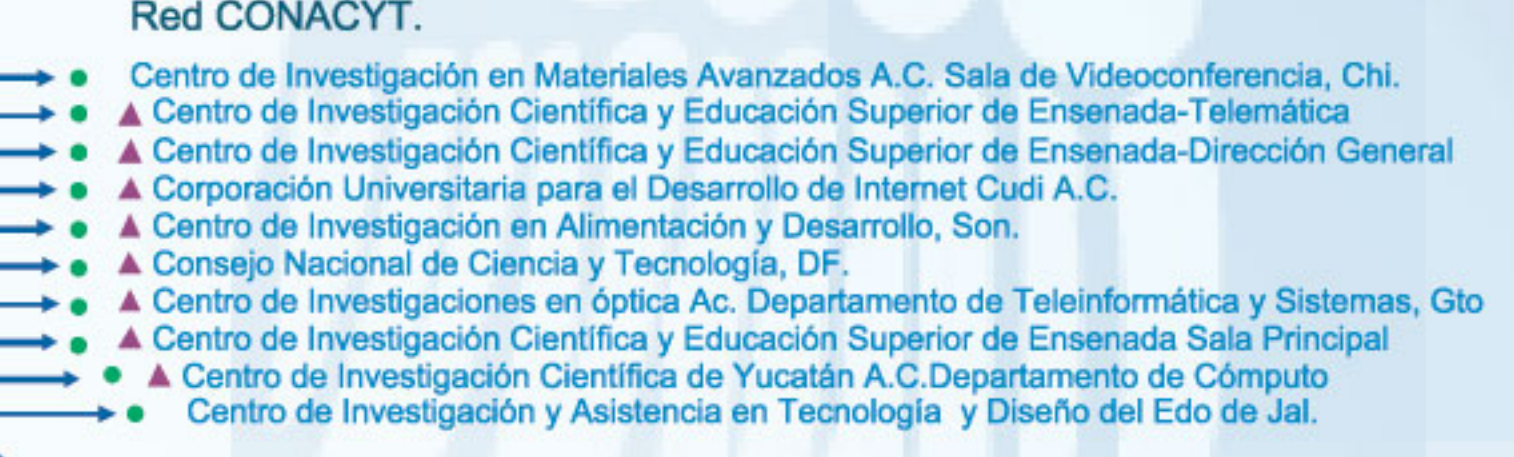 Red CONACYT.
Centro de Investigación en Materiales Avanzados A.C. Sala de Videoconferencia, Chi.
Centro de Investigación Científica y Educación Superior de Ensenada-Telemática
Centro de Investigación Científica y Educación Superior de Ensenada-Dirección General
Corporación Universitaria para el Desarrollo de Internet Cudi A.C.
Centro de Investigación en Alimentación y Desarrollo, Son.
Consejo Nacional de Ciencia y Tecnología, DF.
Centro de Investigaciones en óptica Ac. Departamento de Teleinformática y Sistemas, Gto
Centro de Investigación Científica y Educación Superior de Ensenada Sala Principal
Centro de Investigación Científica de Yucatán A.C.Departamento de Cómputo
Centro de Investigación y Asistencia en Tecnología y Diseño del Edo de Jal.